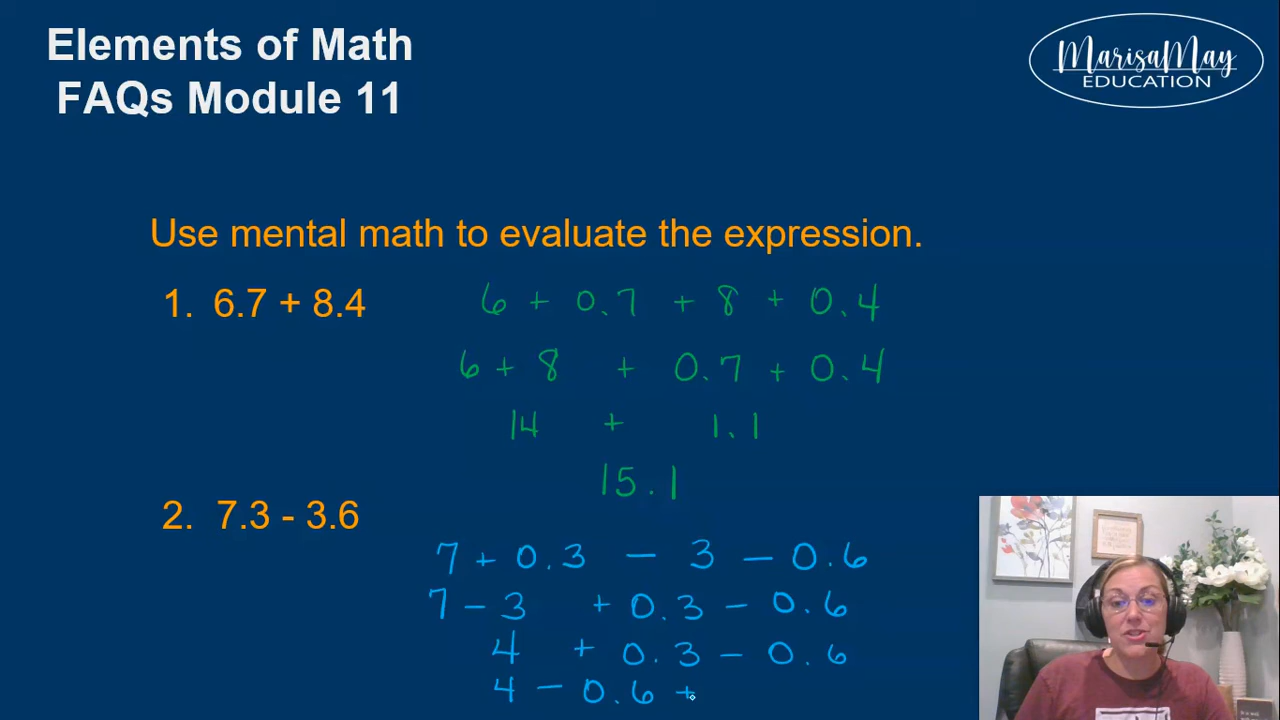 Elements of Math
FAQs Module 11
MarisaMay
EDUCATION
Use mental math to evaluate the expression.
1. 6.7 + 8.4
6 + 0.7 + 8 + 0.4
6 + 8 + 0.7 + 0.4
14 + 1.1
15.1
2. 7.3 - 3.6
7 + 0.3 - 3 - 0.6
7 - 3 + 0.3 - 0.6
4 + 0.3 - 0.6
4 - 0.6 +